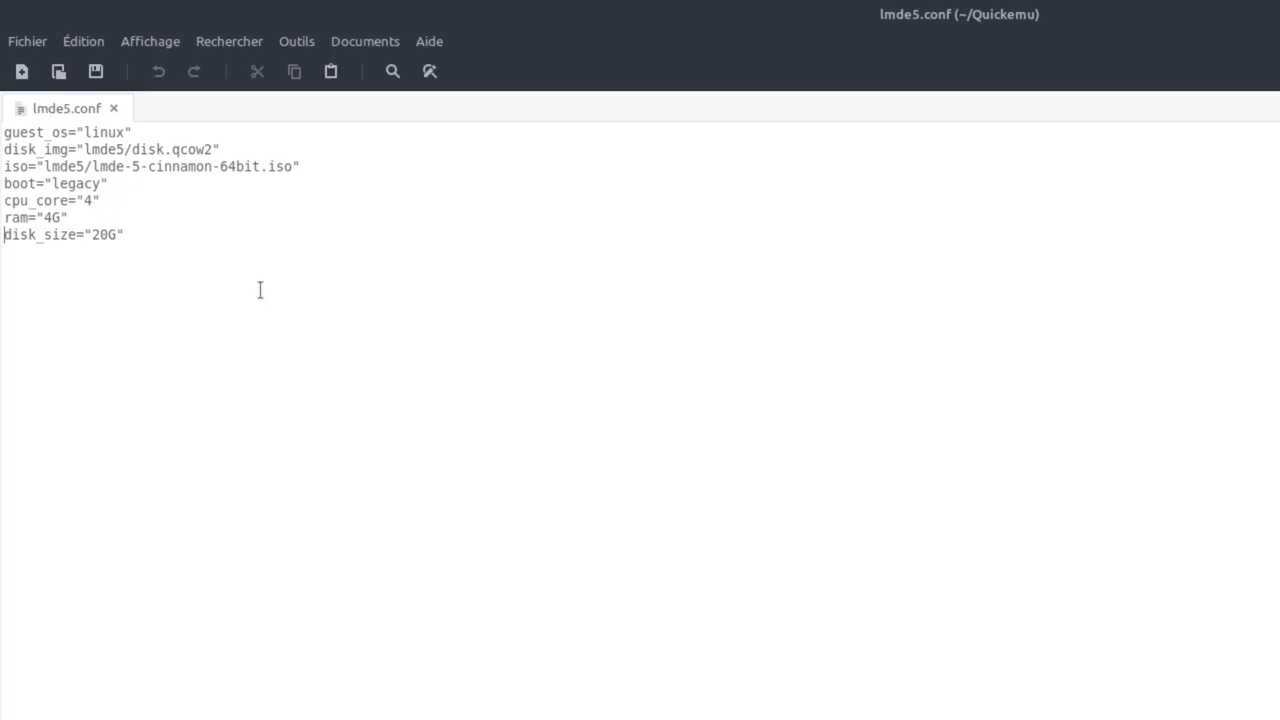 lmde5.conf (~/Quickemu)
Fichier Édition Affichage Rechercher Outils Documents Aide
lmde5.conf
guest_os="linux"
disk_img="lmde5/disk.qcow2"
iso="lmde5/lmde-5-cinnamon-64bit.iso"
boot="legacy"
cpu_core="4"
ram="4G"
disk_size="20G"